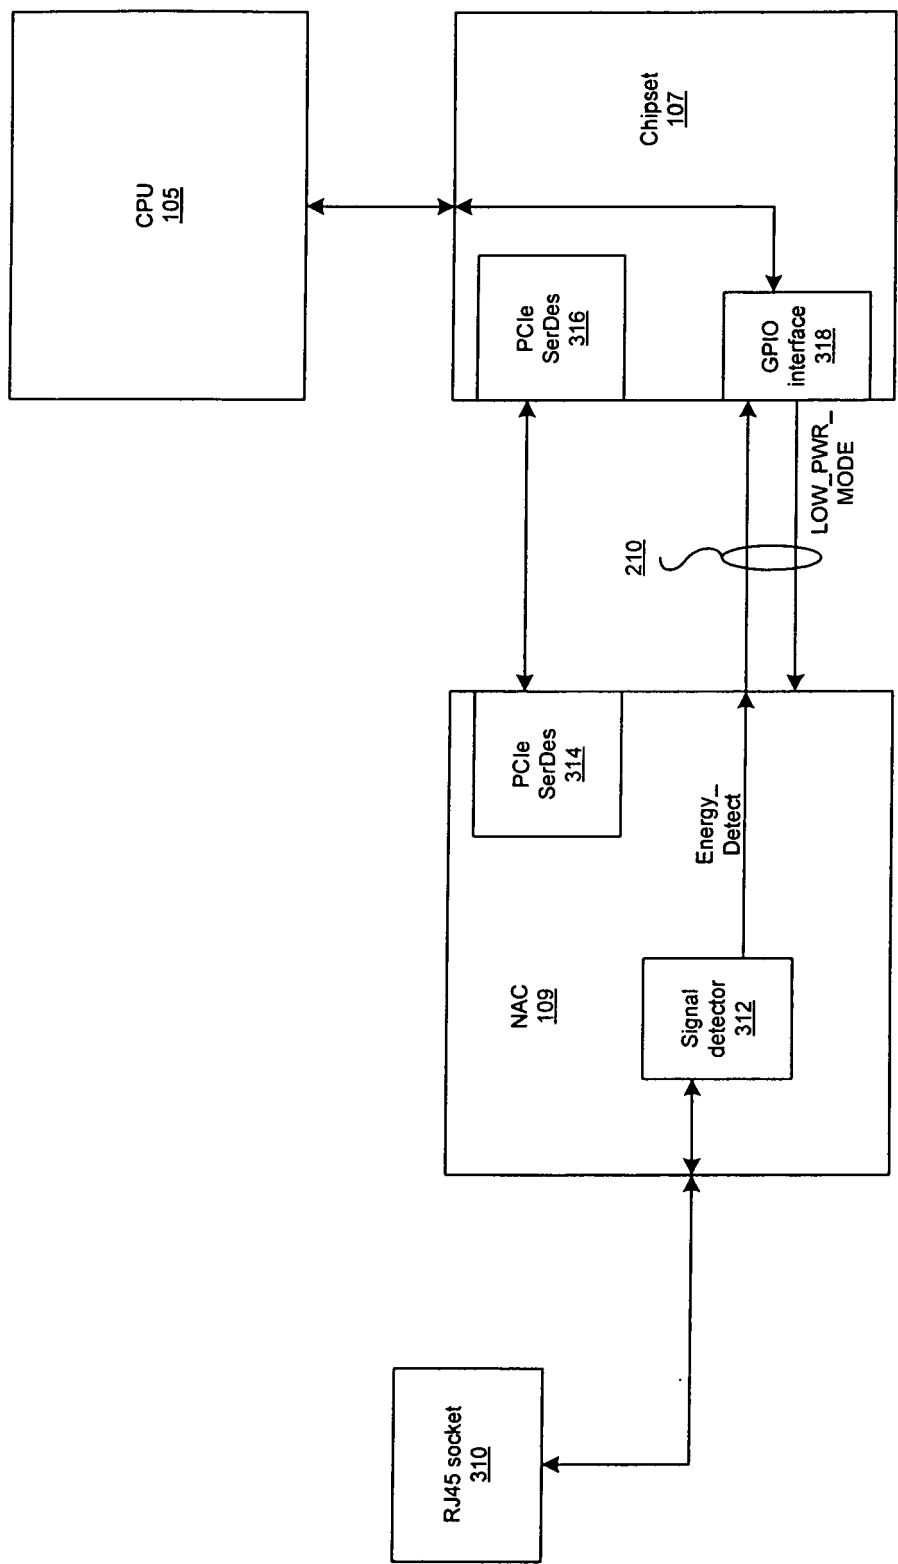 CPU
105
Chipset
107
PCIe
SerDes
316
GPIO
interface
318
210
LOW_PWR_
MODE
PCIe
SerDes
314
Energy_
Detect
NAC
109
Signal
detector
312
RJ45 socket
310